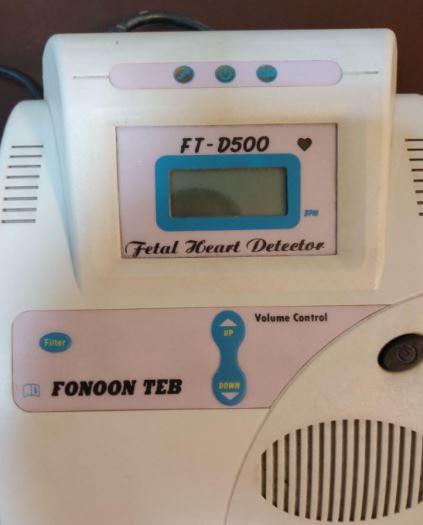 FT-D500
BPM
Fetal Heart Detector
Volume Control
Filter
UP
FONOON TEB
DOWN